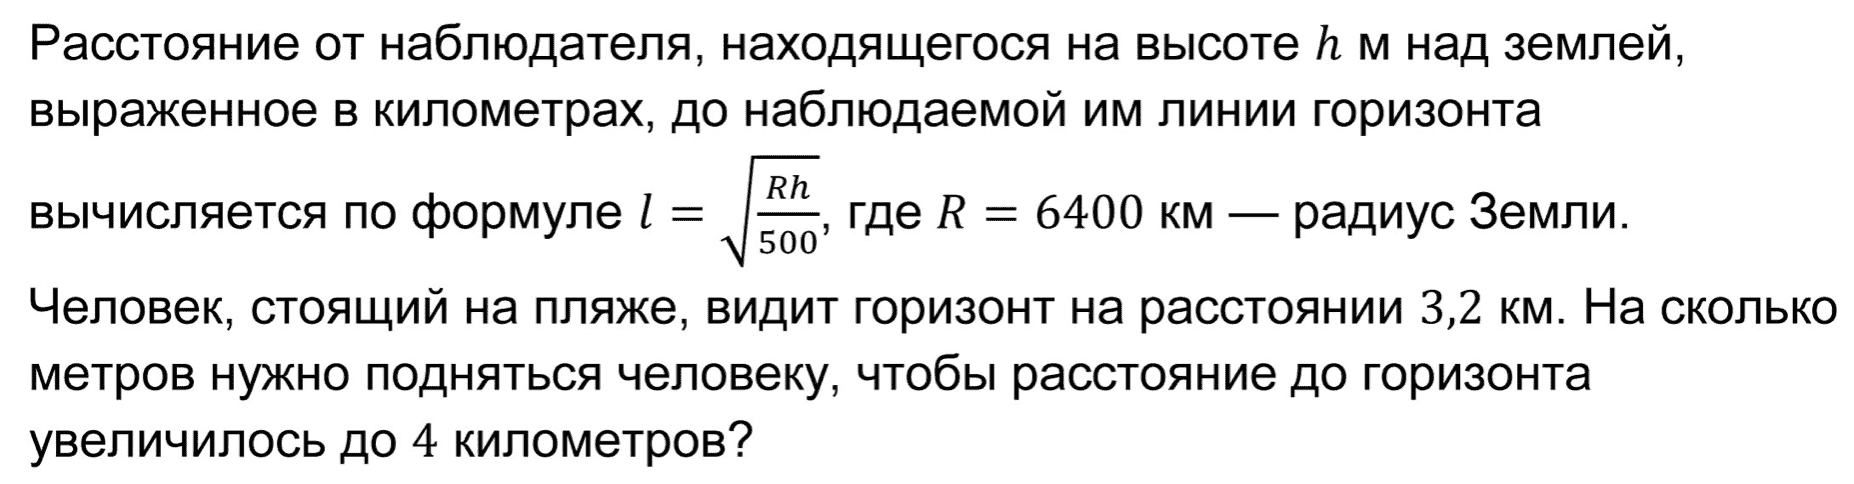 Расстояние от наблюдателя, находящегося на высоте h м над землей,
выраженное в километрах, до наблюдаемой им линии горизонта
вычисляется по формуле l = √(Rh/500), где R = 6400 км — радиус Земли.
Человек, стоящий на пляже, видит горизонт на расстоянии 3,2 км. На сколько
метров нужно подняться человеку, чтобы расстояние до горизонта
увеличилось до 4 километров?